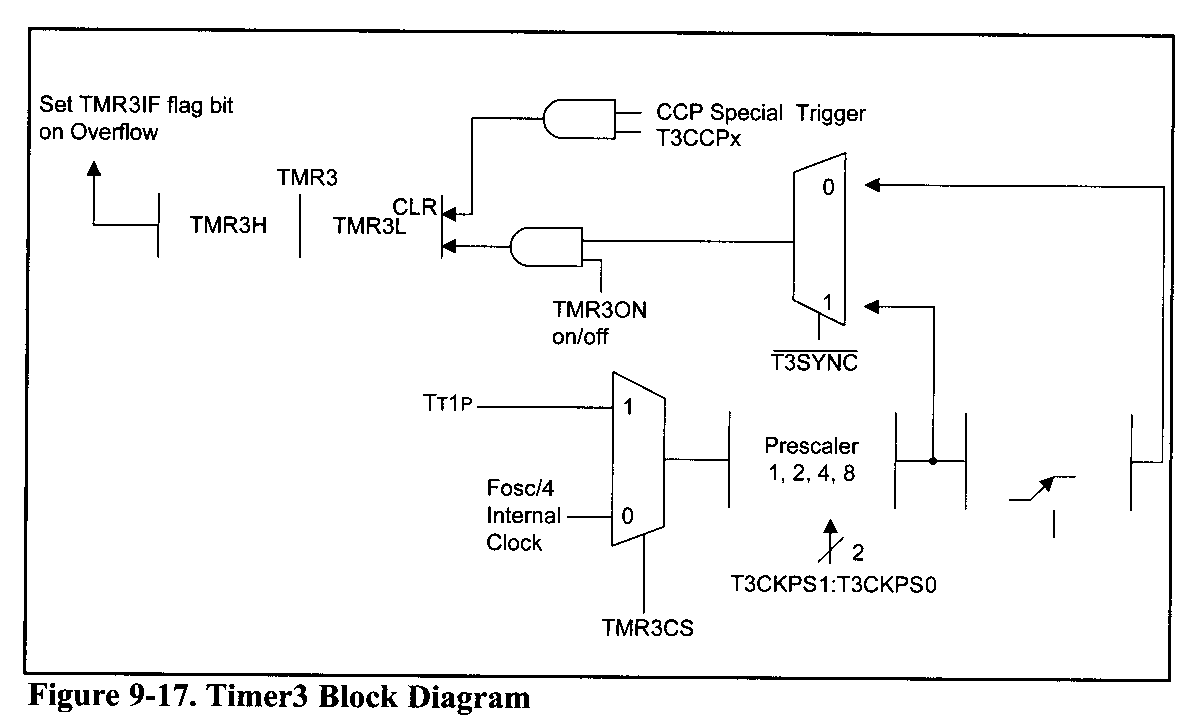 Set TMR3IF flag bit
on Overflow
CCP Special Trigger
T3CCPx
TMR3
CLR
TMR3H
TMR3L
0
1
TMR3ON
on/off
T3SYNC
TT1P
1
Prescaler
1, 2, 4, 8
Fosc/4
Internal
Clock
0
2
T3CKPS1:T3CKPS0
TMR3CS
Figure 9-17. Timer3 Block Diagram